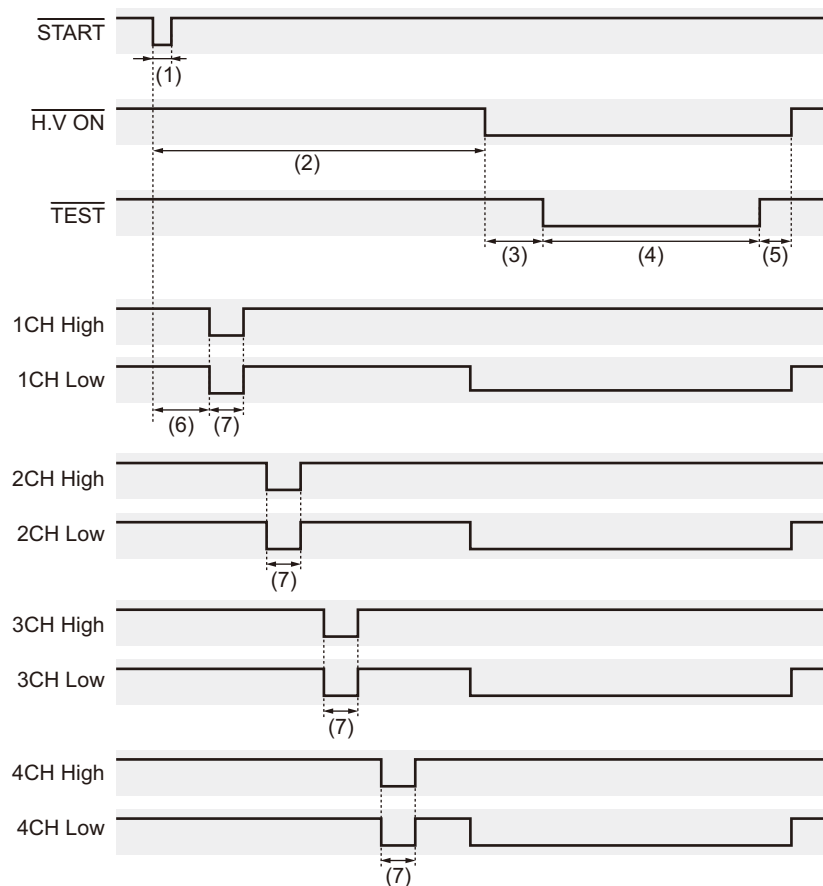 START
(1)
H.V ON
(2)
TEST
(3) (4) (5)
1CH High
1CH Low
(6) (7)
2CH High
2CH Low
(7)
3CH High
3CH Low
(7)
4CH High
4CH Low
(7)